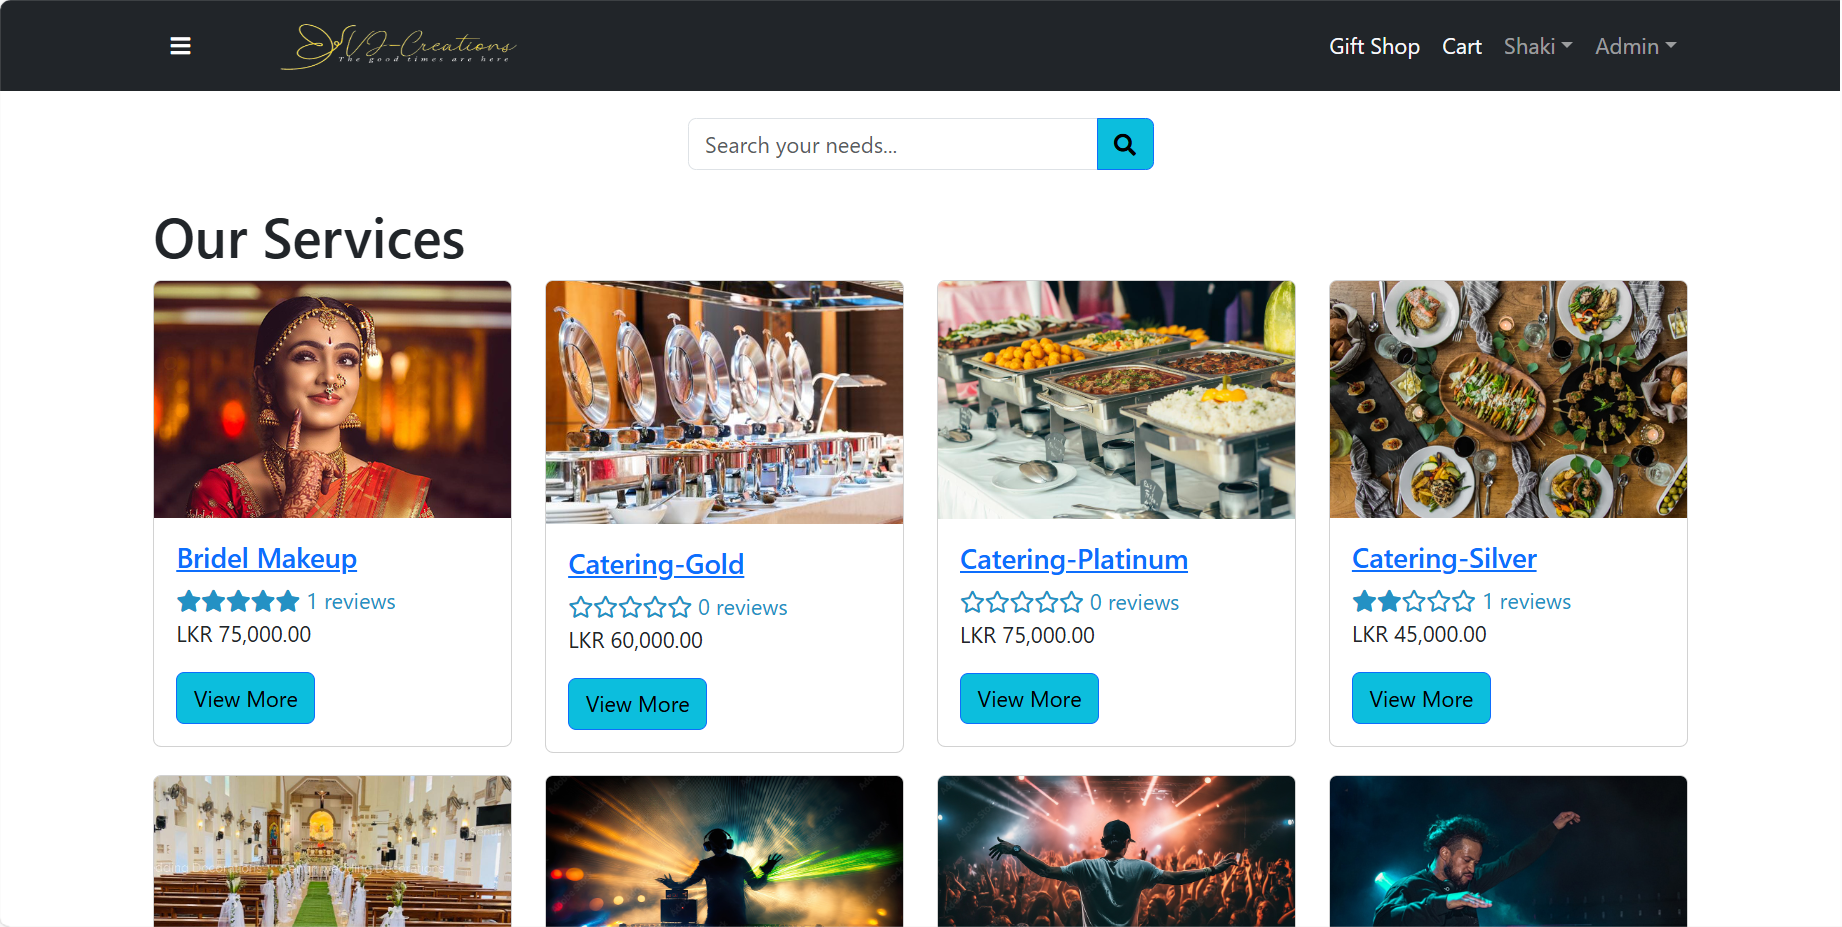 VJ-Creations
The good times are here
Gift Shop Cart Shaki Admin
Search your needs...
Our Services
Bridel Makeup
1 reviews
LKR 75,000.00
View More
Catering-Gold
0 reviews
LKR 60,000.00
View More
Catering-Platinum
0 reviews
LKR 75,000.00
View More
Catering-Silver
1 reviews
LKR 45,000.00
View More